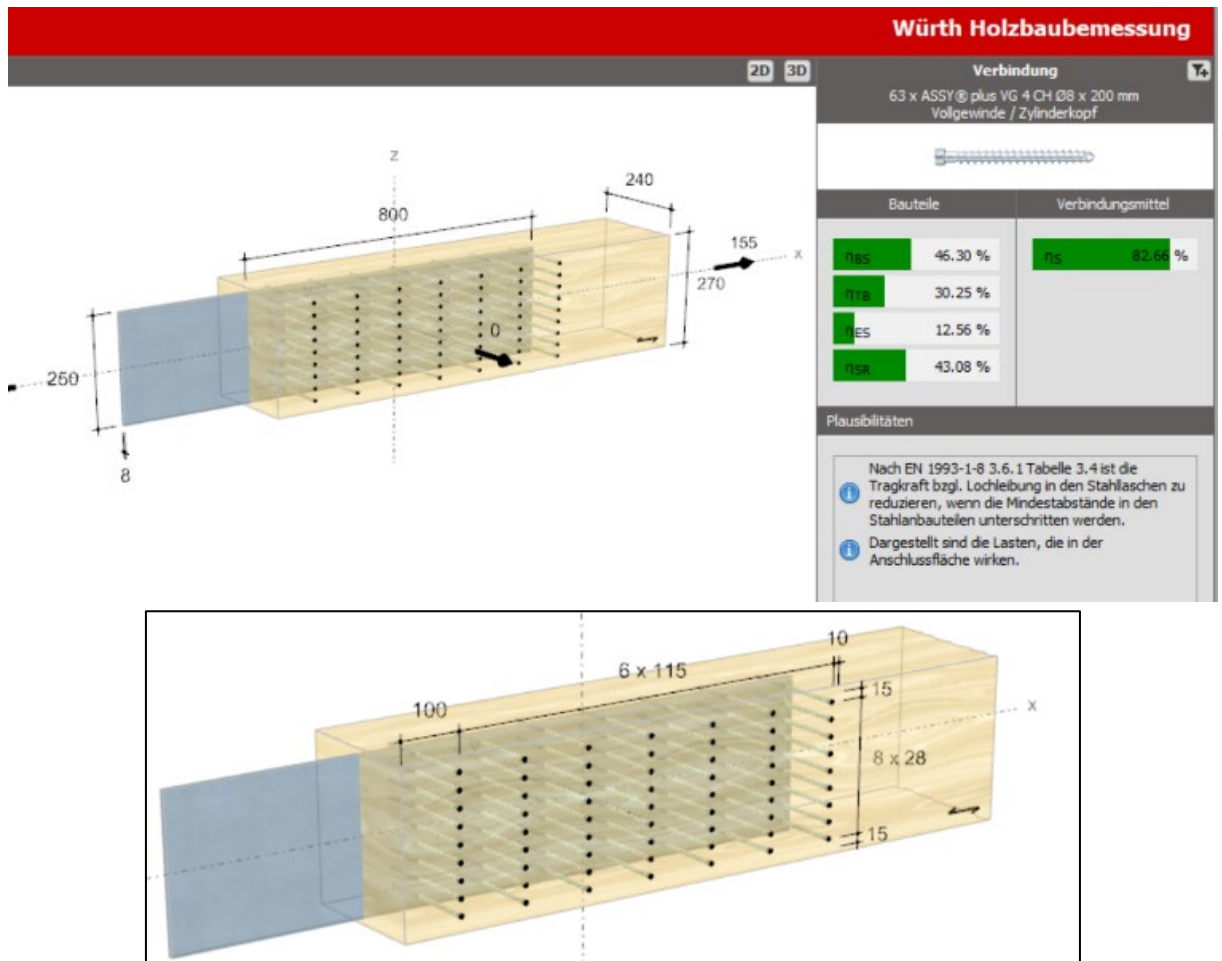 Würth Holzbaubemessung
2D 3D
Verbindung
63 x ASSY® plus VG 4 CH Ø8 x 200 mm
Vollgewinde / Zylinderkopf
Bauteile
Verbindungsmittel
ηBS 46.30 %
ηS 82.66 %
ηTB 30.25 %
ηES 12.56 %
ηSR 43.08 %
Plausibilitäten
Nach EN 1993-1-8 3.6.1 Tabelle 3.4 ist die
Tragkraft bzgl. Lochleibung in den Stahllaschen zu
reduzieren, wenn die Mindestabstände in den
Stahlanbauteilen unterschritten werden.
Dargestellt sind die Lasten, die in der
Anschlussfläche wirken.
Z
240
800
155
x
270
0
250
8
10
6 x 115
15
100
x
8 x 28
15